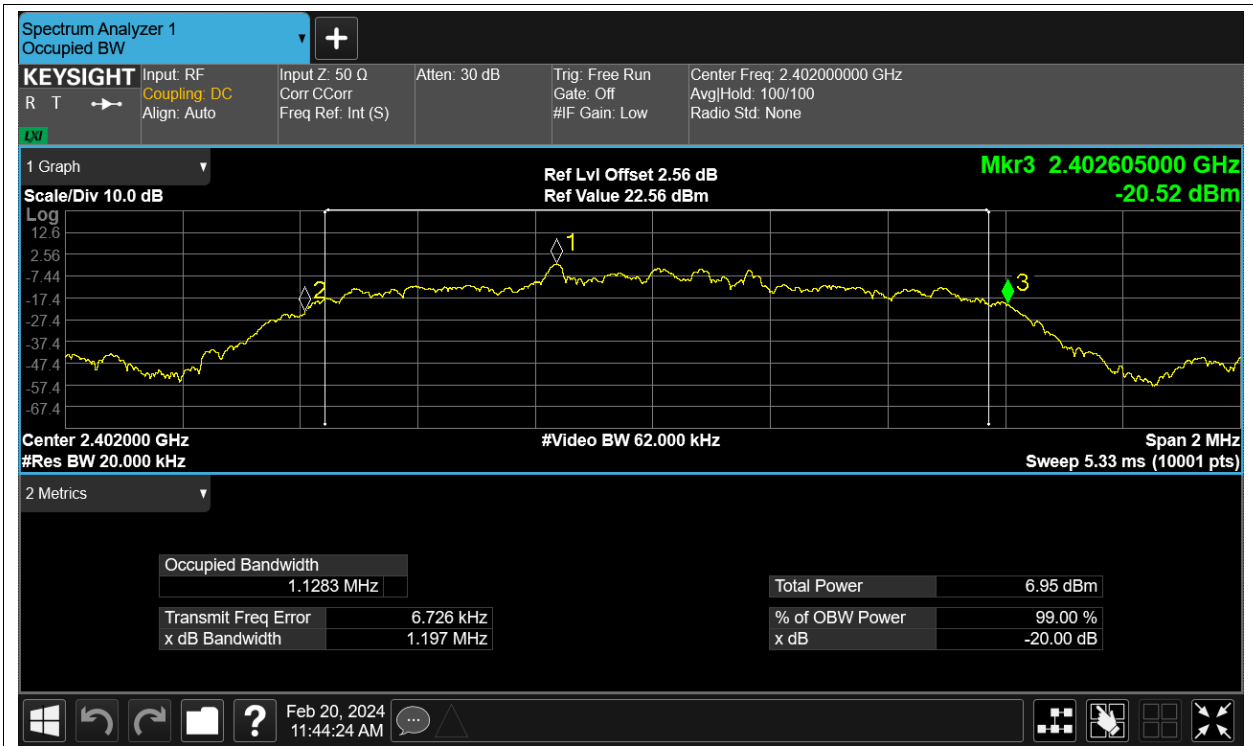 Spectrum Analyzer 1
Occupied BW
KEYSIGHT
R T
LXI
Input: RF
Coupling: DC
Align: Auto
Input Z: 50 Ω
Corr CCorr
Freq Ref: Int (S)
Atten: 30 dB
Trig: Free Run
Gate: Off
#IF Gain: Low
Center Freq: 2.402000000 GHz
Avg|Hold: 100/100
Radio Std: None
1 Graph
Scale/Div 10.0 dB
Ref Lvl Offset 2.56 dB
Ref Value 22.56 dBm
Mkr3 2.402605000 GHz
-20.52 dBm
Log
12.6
2.56
-7.44
-17.4
-27.4
-37.4
-47.4
-57.4
-67.4
1
2
3
Center 2.402000 GHz
#Video BW 62.000 kHz
Span 2 MHz
#Res BW 20.000 kHz
Sweep 5.33 ms (10001 pts)
2 Metrics
Occupied Bandwidth
1.1283 MHz
Total Power 6.95 dBm
Transmit Freq Error 6.726 kHz
% of OBW Power 99.00 %
x dB Bandwidth 1.197 MHz
x dB -20.00 dB
?
Feb 20, 2024
11:44:24 AM